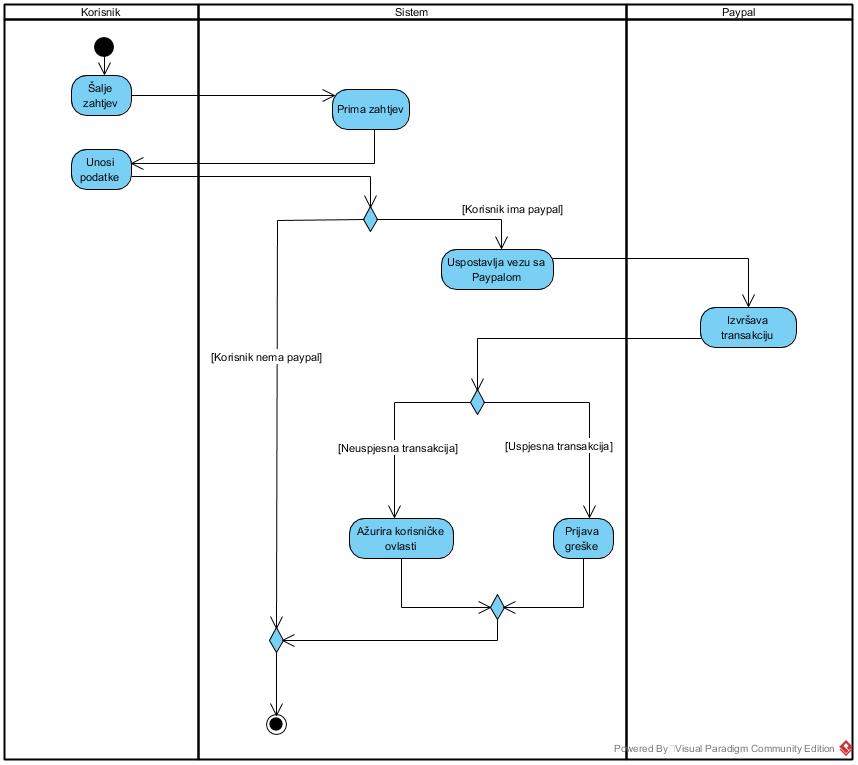 Korisnik
Sistem
Paypal
Šalje
zahtjev
Prima zahtjev
Unosi
podatke
[Korisnik ima paypal]
Uspostavlja vezu sa
Paypalom
Izvršava
transakciju
[Korisnik nema paypal]
[Neuspjesna transakcija]
[Uspjesna transakcija]
Ažurira korisničke
ovlasti
Prijava
greške
Powered By Visual Paradigm Community Edition